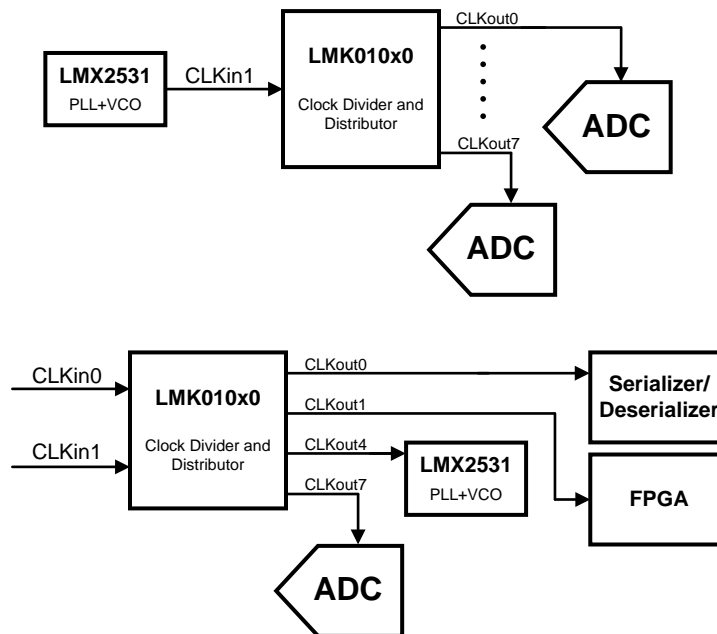 CLKout0
LMK010x0
LMX2531
CLKin1
PLL+VCO
Clock Divider and
Distributor
ADC
CLKout7
ADC
CLKin0
CLKout0
LMK010x0
Serializer/
Deserializer
CLKout1
CLKin1
Clock Divider and
Distributor
CLKout4
LMX2531
PLL+VCO
CLKout7
FPGA
ADC